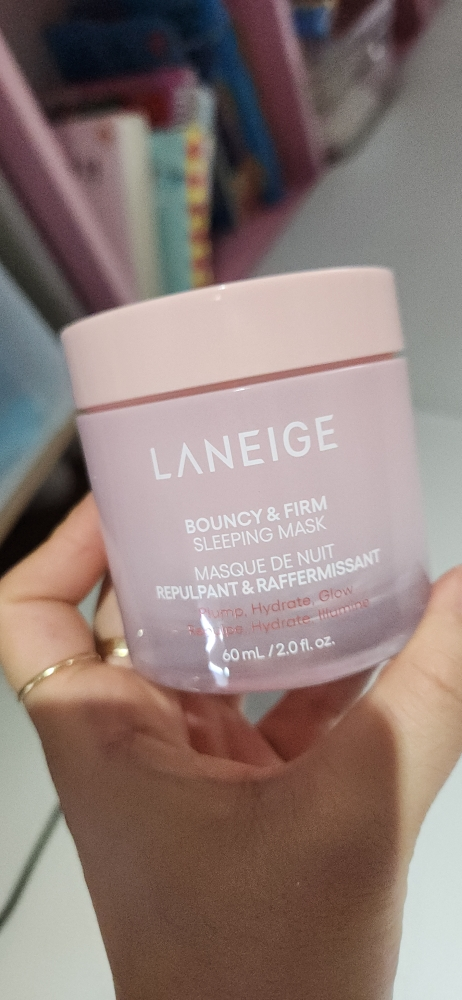 LANEIGE
BOUNCY & FIRM
SLEEPING MASK
MASQUE DE NUIT
REPULPANT & RAFFERMISSANT
Plump, Hydrate, Glow
Repulpe, Hydrate, Illumine
60 mL / 2.0 fl. oz.